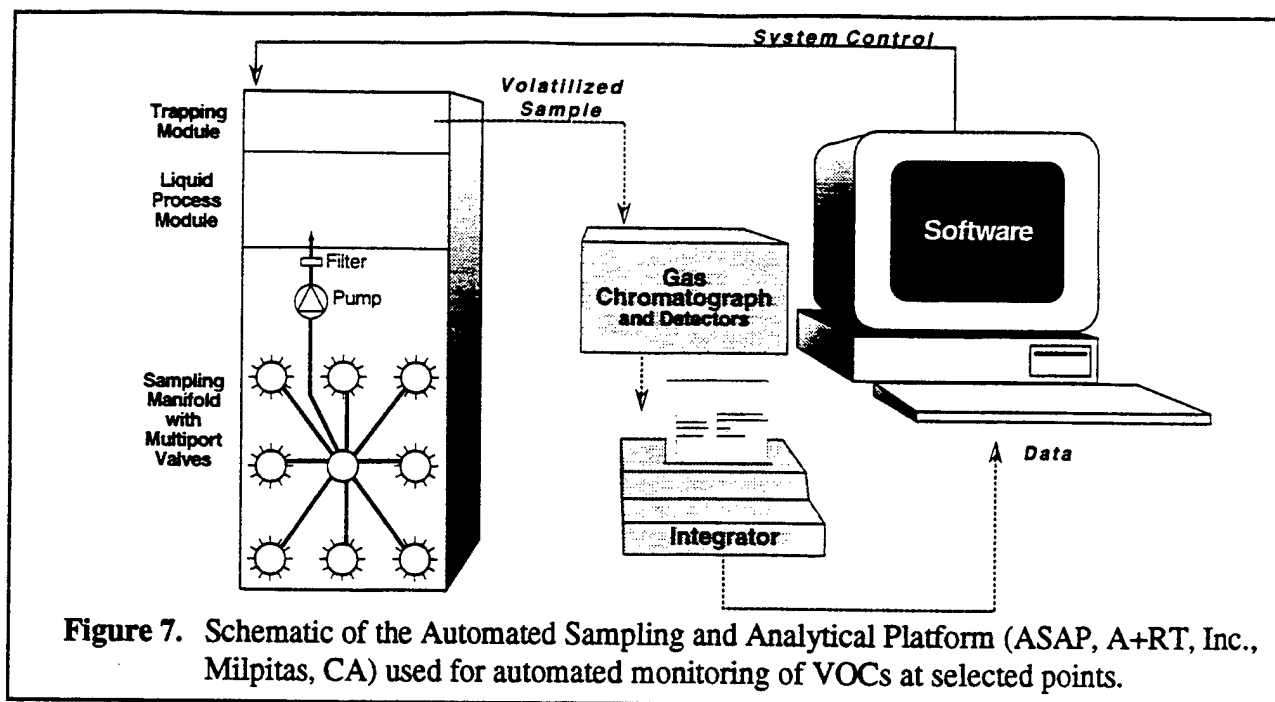 System Control
Volatilized
Sample
Trapping
Module
Liquid
Process
Module
Filter
Pump
Sampling
Manifold
with
Multiport
Valves
Gas
Chromatograph
and Detectors
Software
Integrator
Data
Figure 7. Schematic of the Automated Sampling and Analytical Platform (ASAP, A+RT, Inc.,
Milpitas, CA) used for automated monitoring of VOCs at selected points.